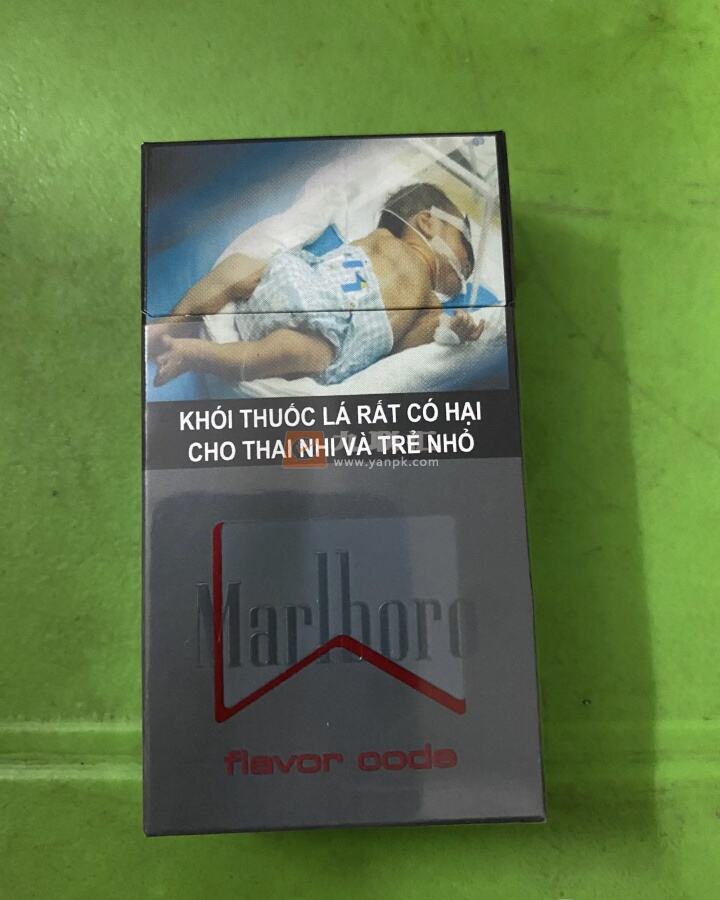 KHÓI THUỐC LÁ RẤT CÓ HẠI
CHO THAI NHI VÀ TRẺ NHỎ
www.yanpk.com
Marlboro
flavor code